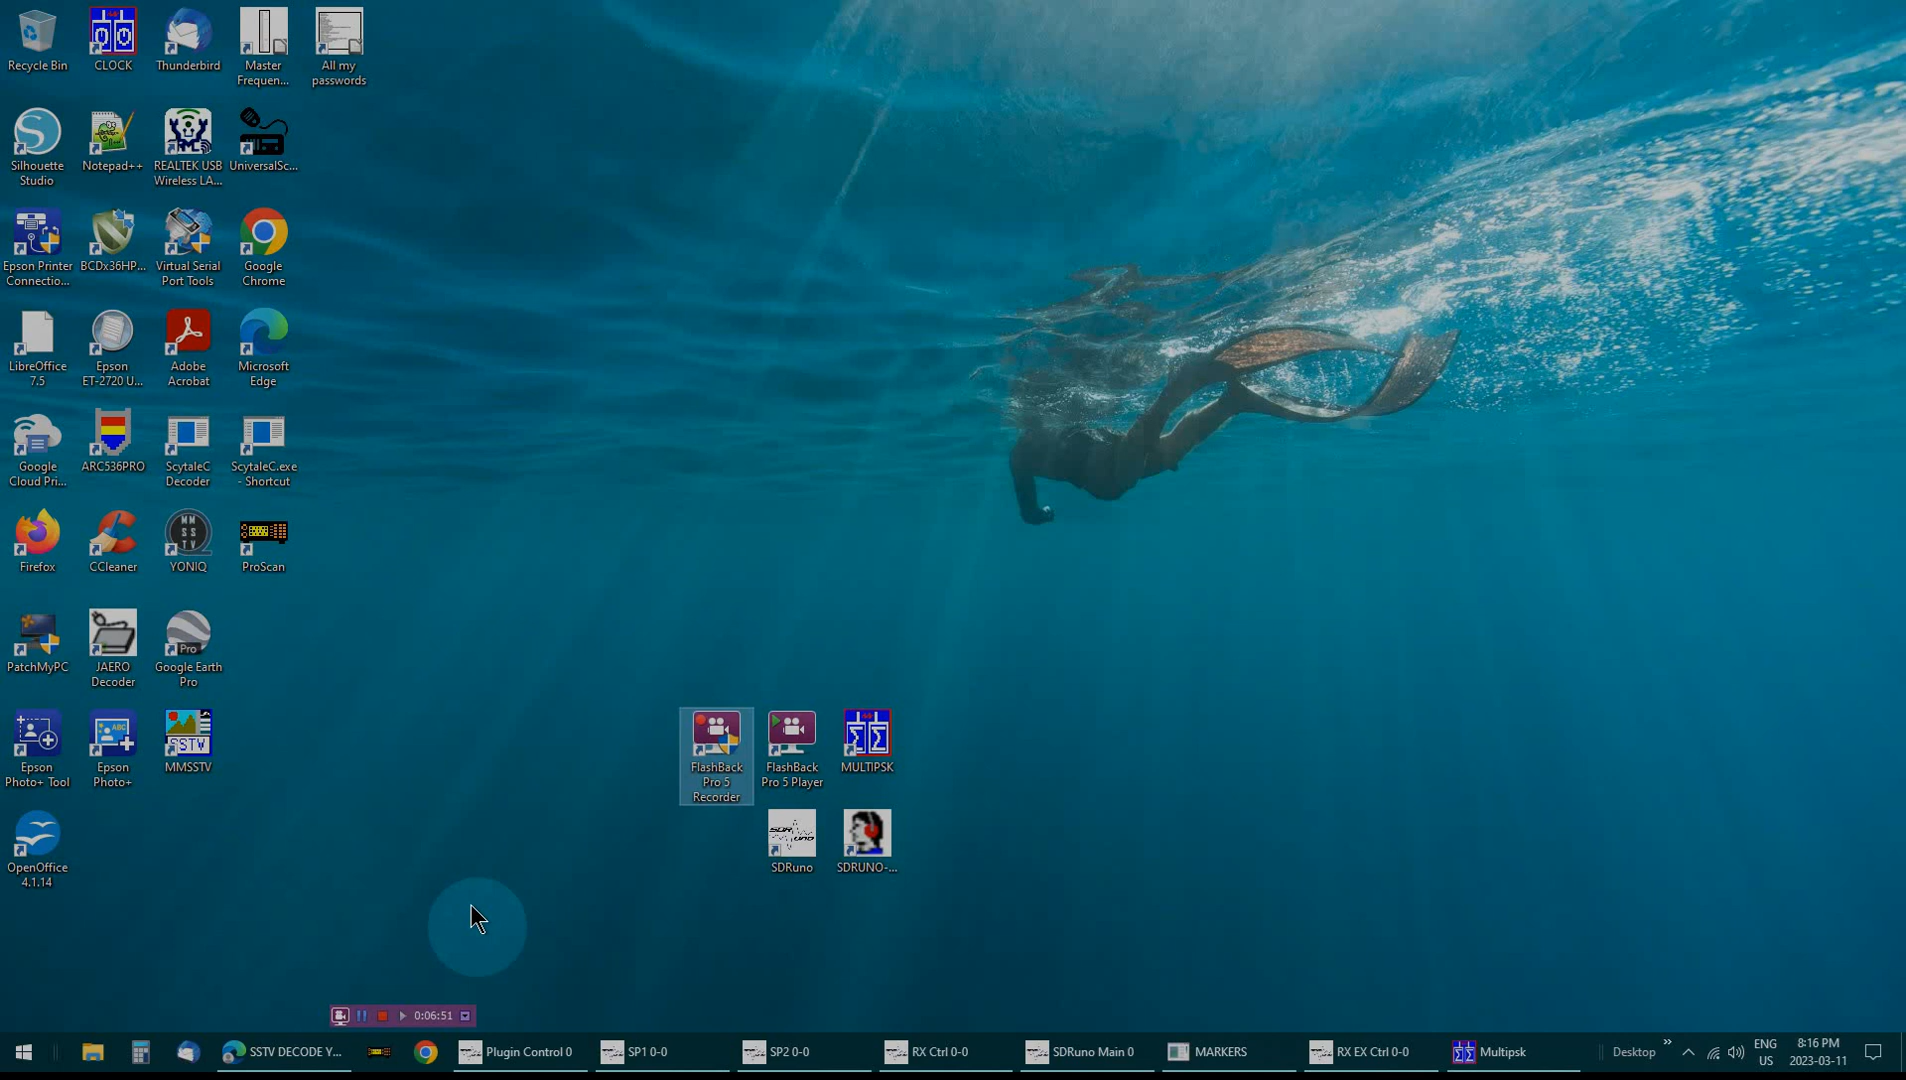 Recycle Bin
CLOCK
Thunderbird
Master
Frequen...
All my
passwords
Silhouette
Studio
Notepad++
REALTEK USB
Wireless LA...
UniversalSc...
Epson Printer
Connectio...
BCDx36HP...
Virtual Serial
Port Tools
Google
Chrome
LibreOffice
7.5
Epson
ET-2720 U...
Adobe
Acrobat
Microsoft
Edge
Google
Cloud Pri...
ARC536PRO
ScytaleC
Decoder
ScytaleC.exe
- Shortcut
Firefox
CCleaner
YONIQ
ProScan
PatchMyPC
JAERO
Decoder
Pro
Google Earth
Pro
Epson
Photo+ Tool
ABC
Epson
Photo+
SSTV
MMSSTV
FlashBack
Pro 5
Recorder
FlashBack
Pro 5 Player
MULTIPSK
OpenOffice
4.1.14
SDRuno
SDRUNO-...
0:06:51
SSTV DECODE Y...
Plugin Control 0
SP1 0-0
SP2 0-0
RX Ctrl 0-0
SDRuno Main 0
MARKERS
RX EX Ctrl 0-0
Multipsk
Desktop
ENG
US
8:16 PM
2023-03-11